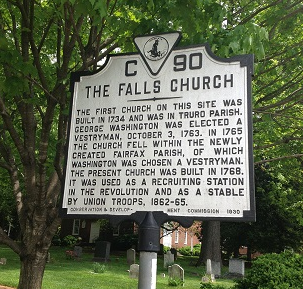 C 90
THE FALLS CHURCH
THE FIRST CHURCH ON THIS SITE WAS
BUILT IN 1734 AND WAS IN TRURO PARISH.
GEORGE WASHINGTON WAS ELECTED A
VESTRYMAN, OCTOBER 3, 1763. IN 1765
THE CHURCH FELL WITHIN THE NEWLY
CREATED FAIRFAX PARISH, OF WHICH
WASHINGTON WAS CHOSEN A VESTRYMAN.
THE PRESENT CHURCH WAS BUILT IN 1768.
IT WAS USED AS A RECRUITING STATION
IN THE REVOLUTION AND AS A STABLE
BY UNION TROOPS, 1862-65.
CONSERVATION & DEVELOP- MENT COMMISSION 1930